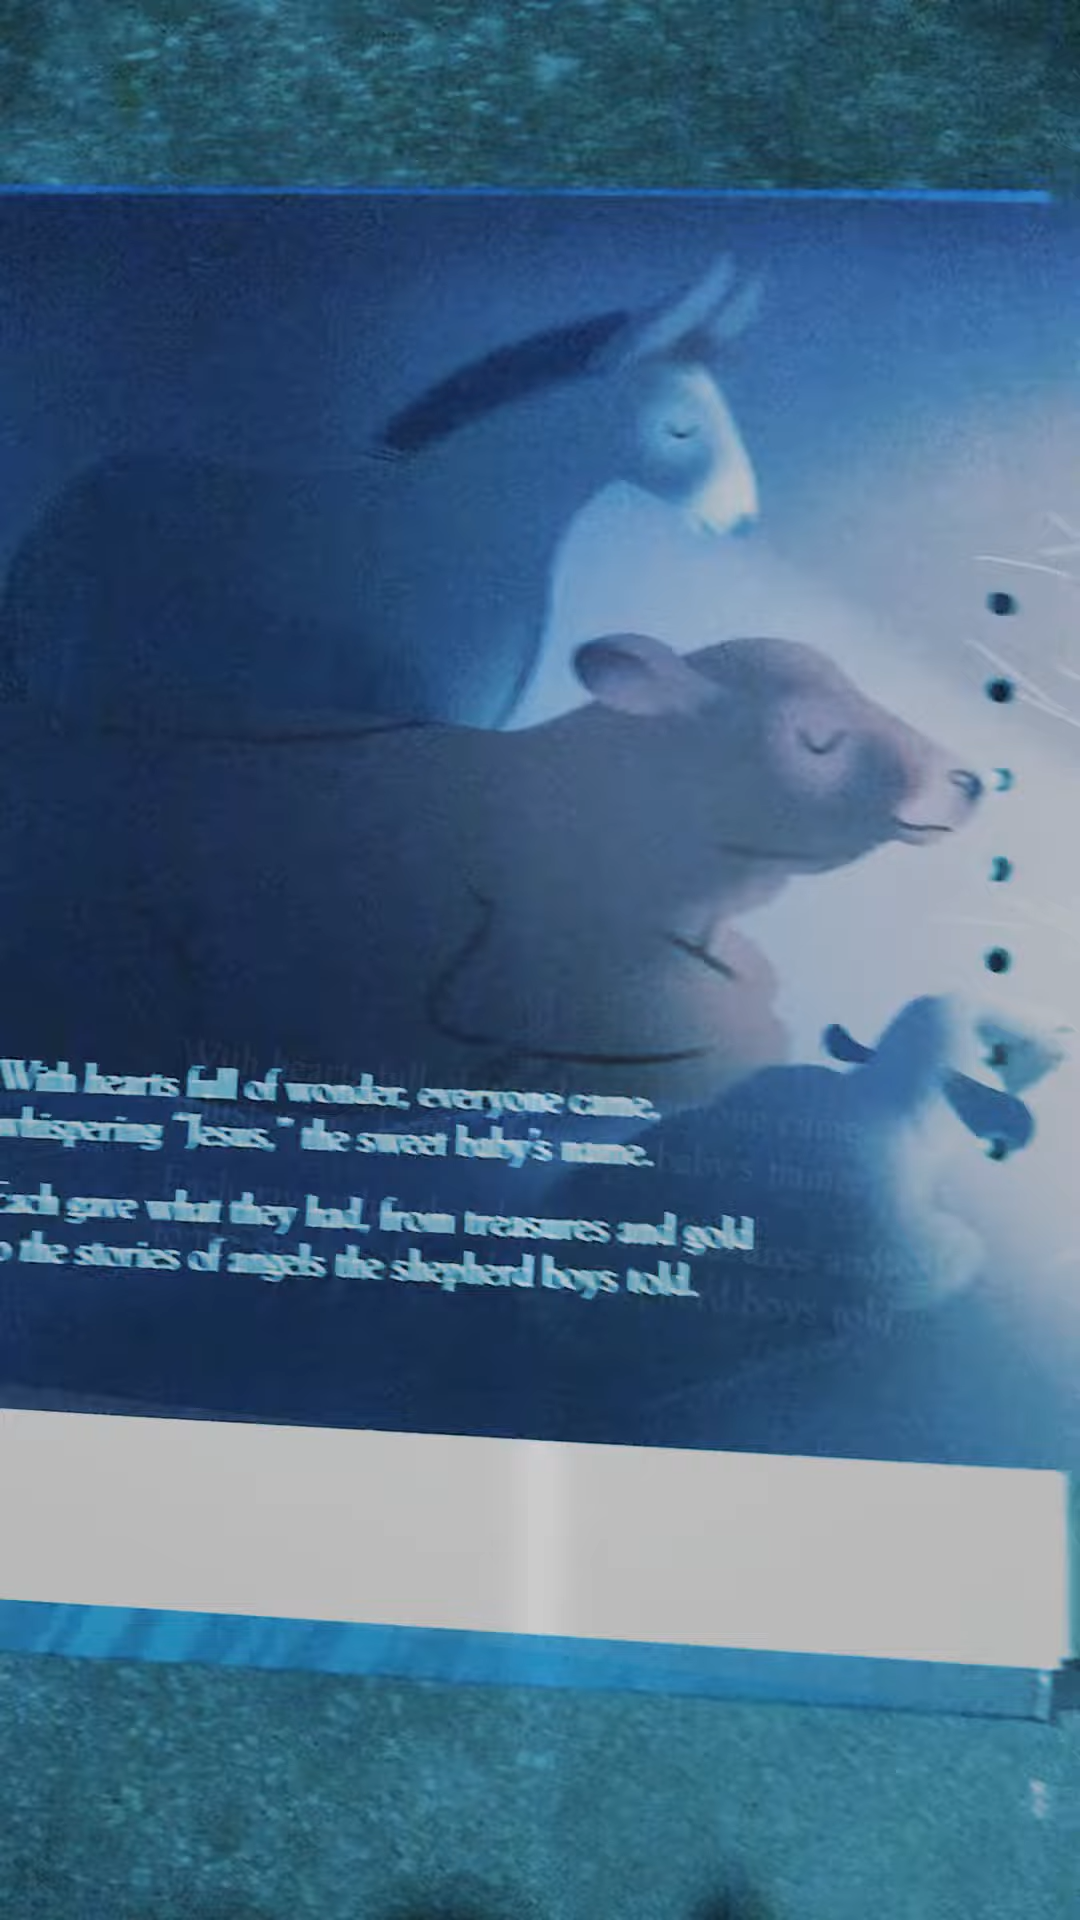 With hearts full of wonder, everyone came,
whispering "Jesus," the sweet baby's name.
Each gave what they had, from treasures and gold
to the stories of angels the shepherd boys told.